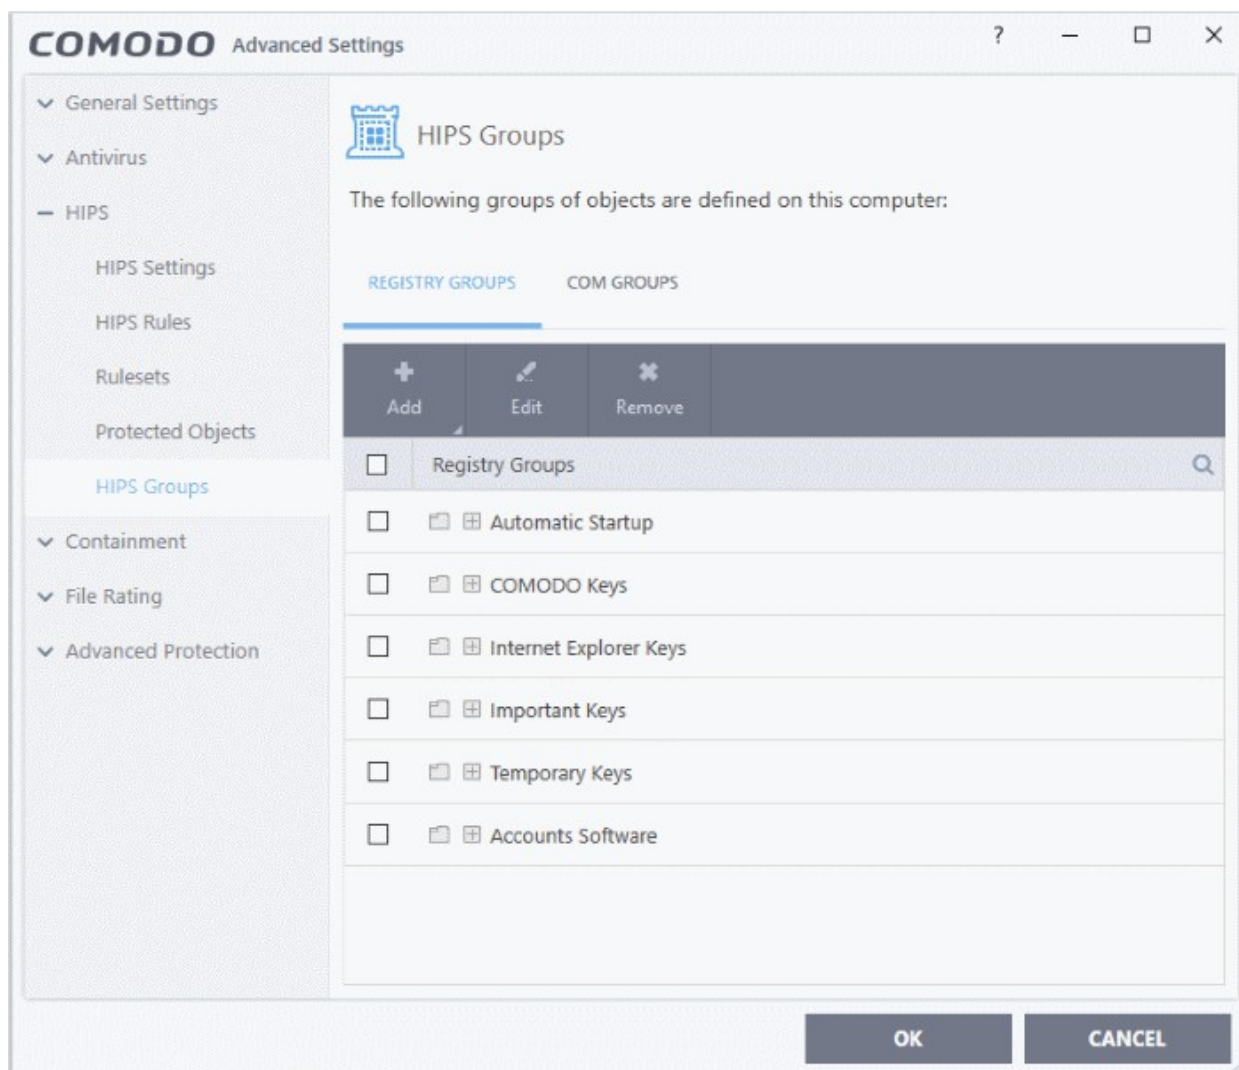 COMODO Advanced Settings ?
General Settings
Antivirus
HIPS
HIPS Settings
HIPS Rules
Rulesets
Protected Objects
HIPS Groups
Containment
File Rating
Advanced Protection
HIPS Groups
The following groups of objects are defined on this computer:
REGISTRY GROUPS COM GROUPS
Add Edit Remove
Registry Groups
Automatic Startup
COMODO Keys
Internet Explorer Keys
Important Keys
Temporary Keys
Accounts Software
OK CANCEL